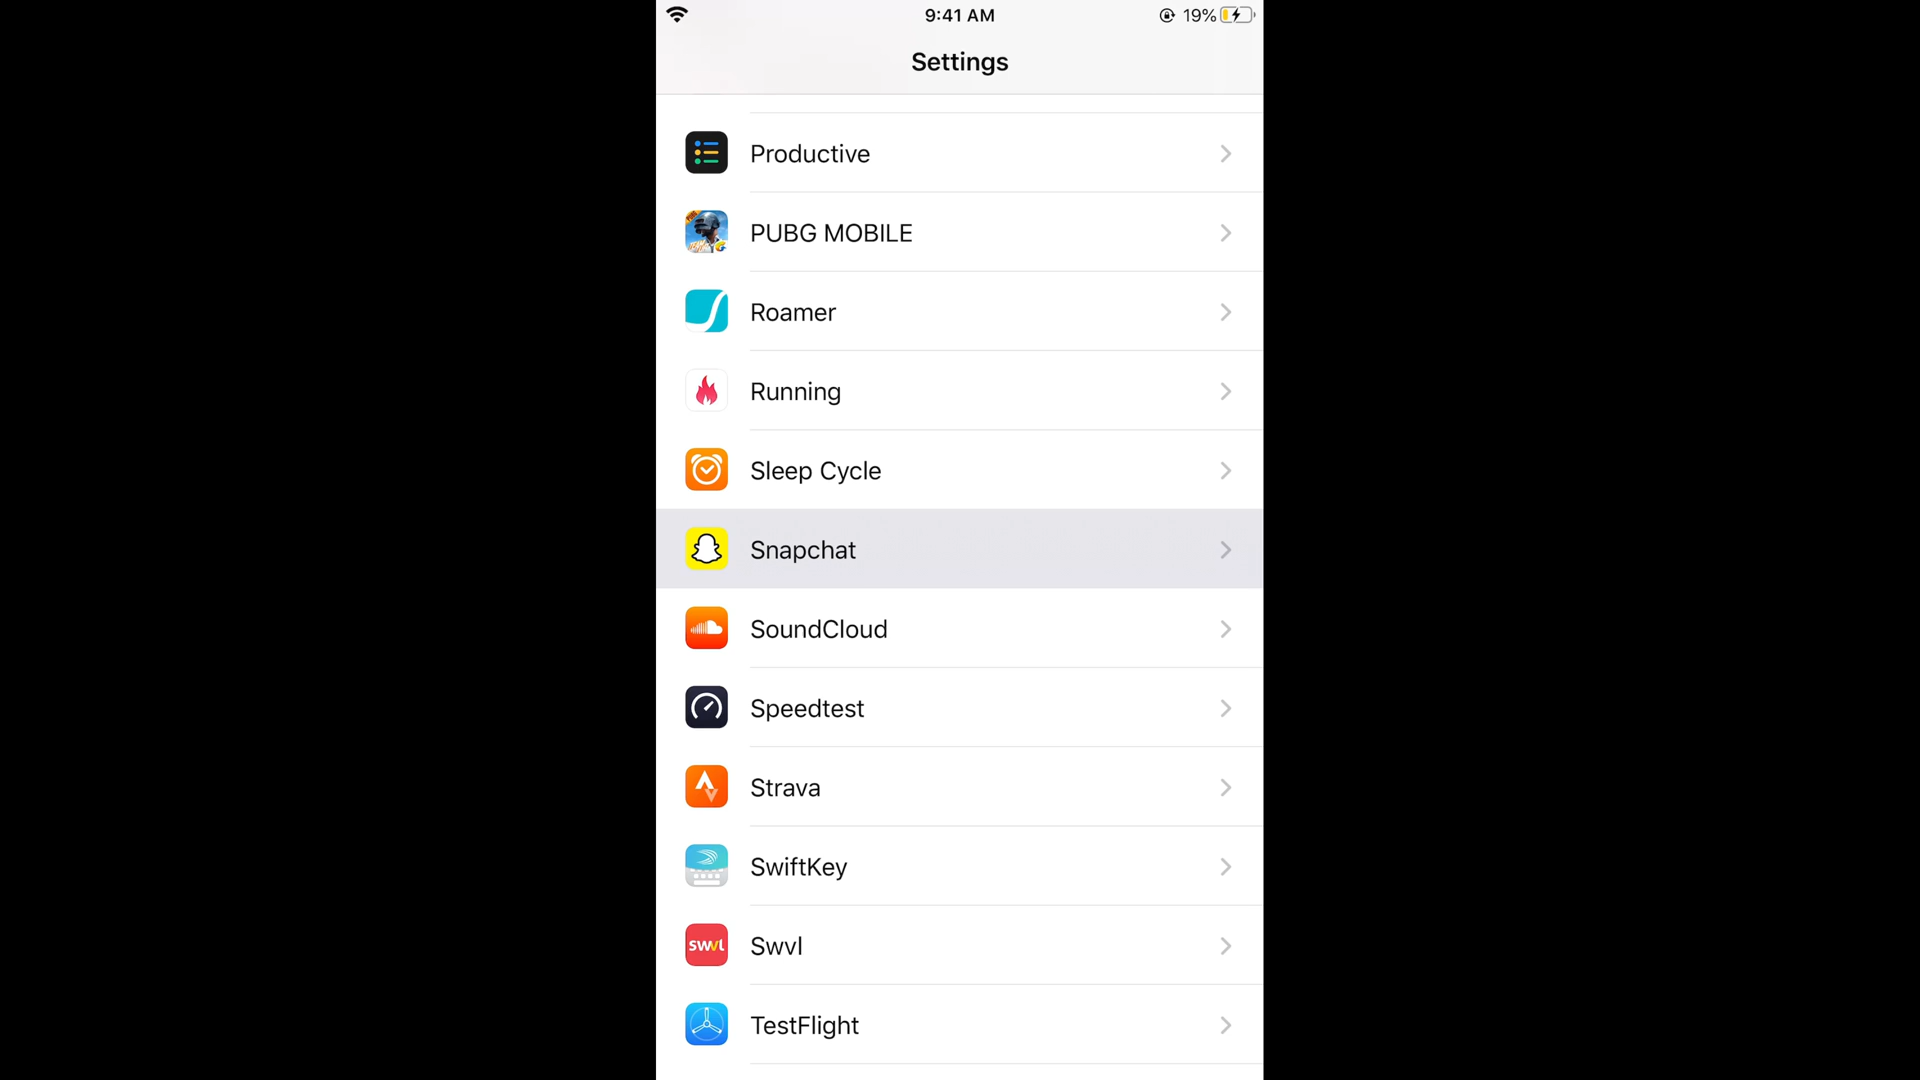 9:41 AM
19%
Settings
Productive
PUBG MOBILE
Roamer
Running
Sleep Cycle
Snapchat
SoundCloud
Speedtest
Strava
SwiftKey
swvl
Swvl
TestFlight